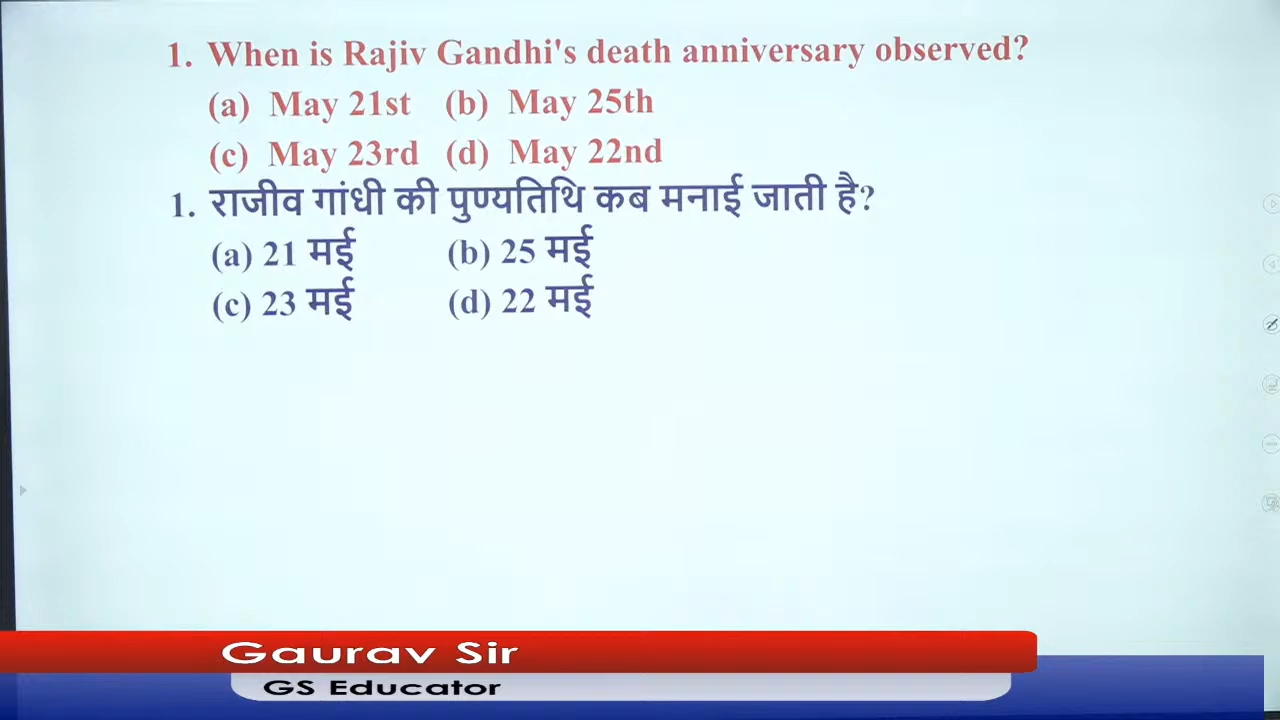 1. When is Rajiv Gandhi's death anniversary observed?
(a) May 21st (b) May 25th
(c) May 23rd (d) May 22nd
1. राजीव गांधी की पुण्यतिथि कब मनाई जाती है?
(a) 21 मई (b) 25 मई
(c) 23 मई (d) 22 मई
Gaurav Sir
GS Educator